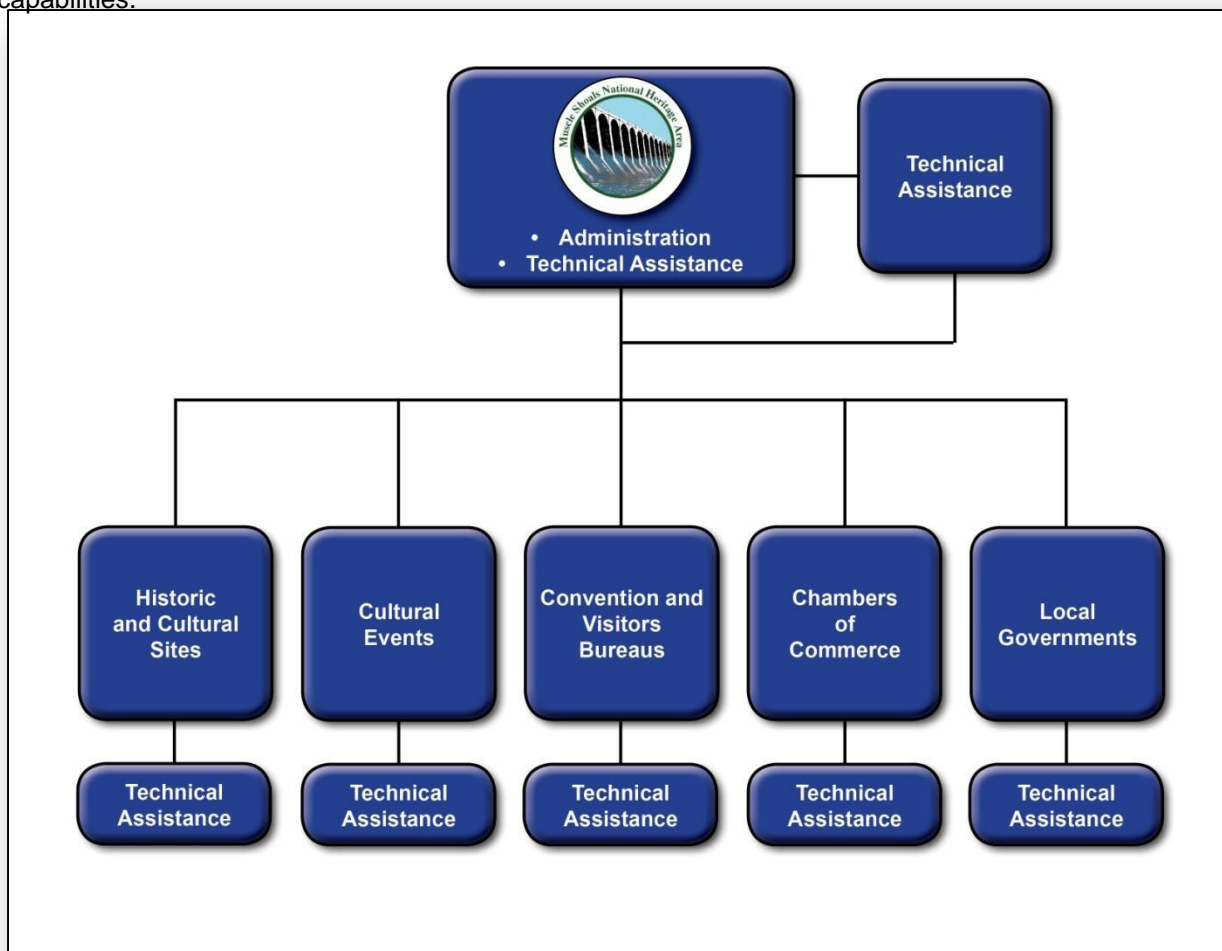 capabilities.
Muscle Shoals National Heritage Area
• Administration
• Technical Assistance
Technical
Assistance
Historic
and Cultural
Sites
Cultural
Events
Convention and
Visitors
Bureaus
Chambers
of
Commerce
Local
Governments
Technical
Assistance
Technical
Assistance
Technical
Assistance
Technical
Assistance
Technical
Assistance